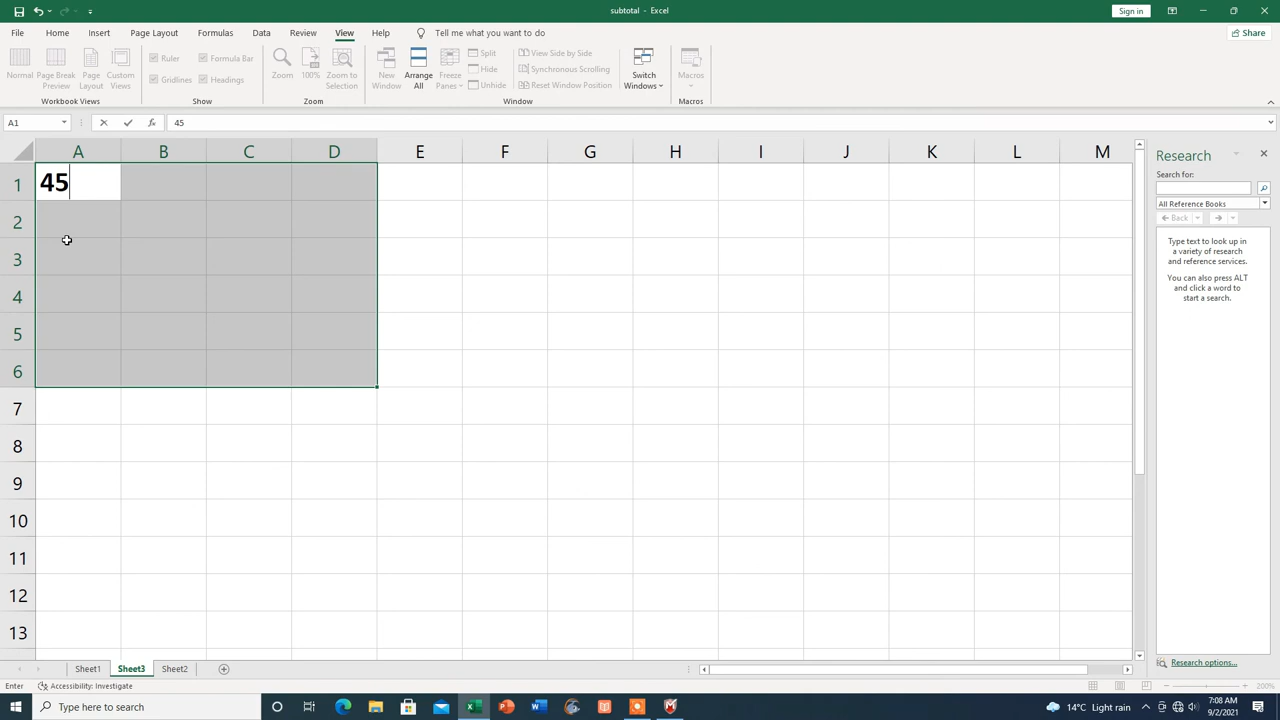 subtotal - Excel
Sign in
File Home Insert Page Layout Formulas Data Review View Help Tell me what you want to do
Share
Normal Page Break Preview Page Layout Custom Views
Workbook Views
Ruler Formula Bar
Gridlines Headings
Show
Zoom 100% Zoom to Selection
Zoom
New Window Arrange All Freeze Panes
Split
Hide
Unhide
View Side by Side
Synchronous Scrolling
Reset Window Position
Switch Windows
Window
Macros
Macros
A1 fx 45
A B C D E F G H I J K L M
1 45
2
3
4
5
6
7
8
9
10
11
12
13
Research
Search for:
All Reference Books
Back
Type text to look up in
a variety of research
and reference services.
You can also press ALT
and click a word to
start a search.
Research options...
Sheet1 Sheet3 Sheet2
Enter Accessibility: Investigate 200%
Type here to search
14°C Light rain
7:08 AM
9/2/2021